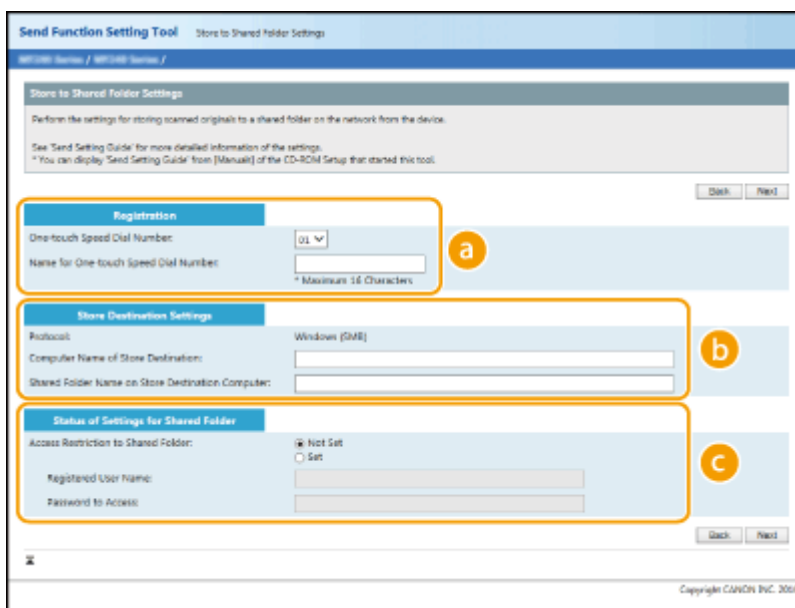 Send Function Setting Tool Store to Shared Folder Settings
Store to Shared Folder Settings
Perform the settings for storing scanned originals to a shared folder on the network from the device.
See 'Send Setting Guide' for more detailed information of the settings.
* You can display 'Send Setting Guide' from [Manuals] of the CD-ROM Setup that started this tool.
Back Next
Registration
One-touch Speed Dial Number: 01
Name for One-touch Speed Dial Number:
* Maximum 16 Characters
a
Store Destination Settings
Protocol: Windows (SMB)
Computer Name of Store Destination:
Shared Folder Name on Store Destination Computer:
b
Status of Settings for Shared Folder
Access Restriction to Shared Folder: Not Set
Set
Registered User Name:
Password to Access:
c
Back Next
Copyright CANON INC.